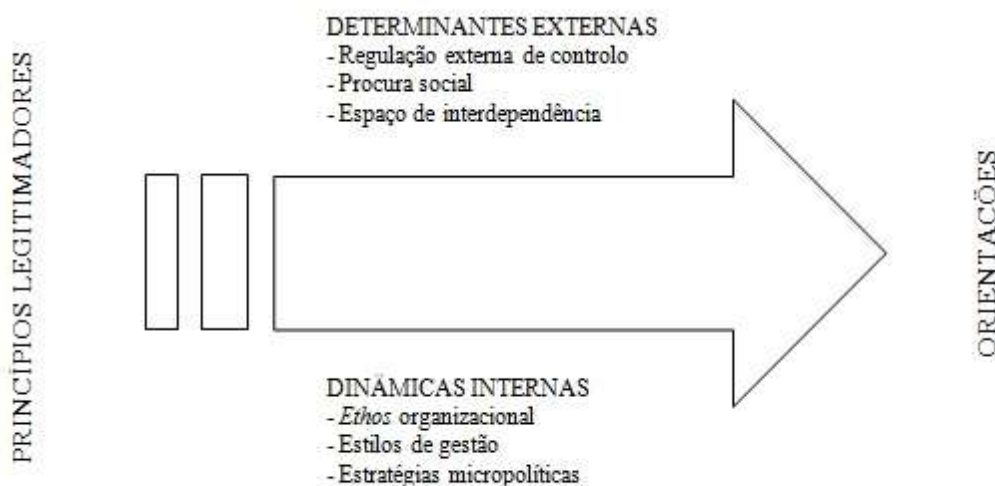 PRINCÍPIOS LEGITIMADORES
DETERMINANTES EXTERNAS
- Regulação externa de controlo
- Procura social
- Espaço de interdependência
DINÂMICAS INTERNAS
- Ethos organizacional
- Estilos de gestão
- Estratégias micropolíticas
ORIENTAÇÕES